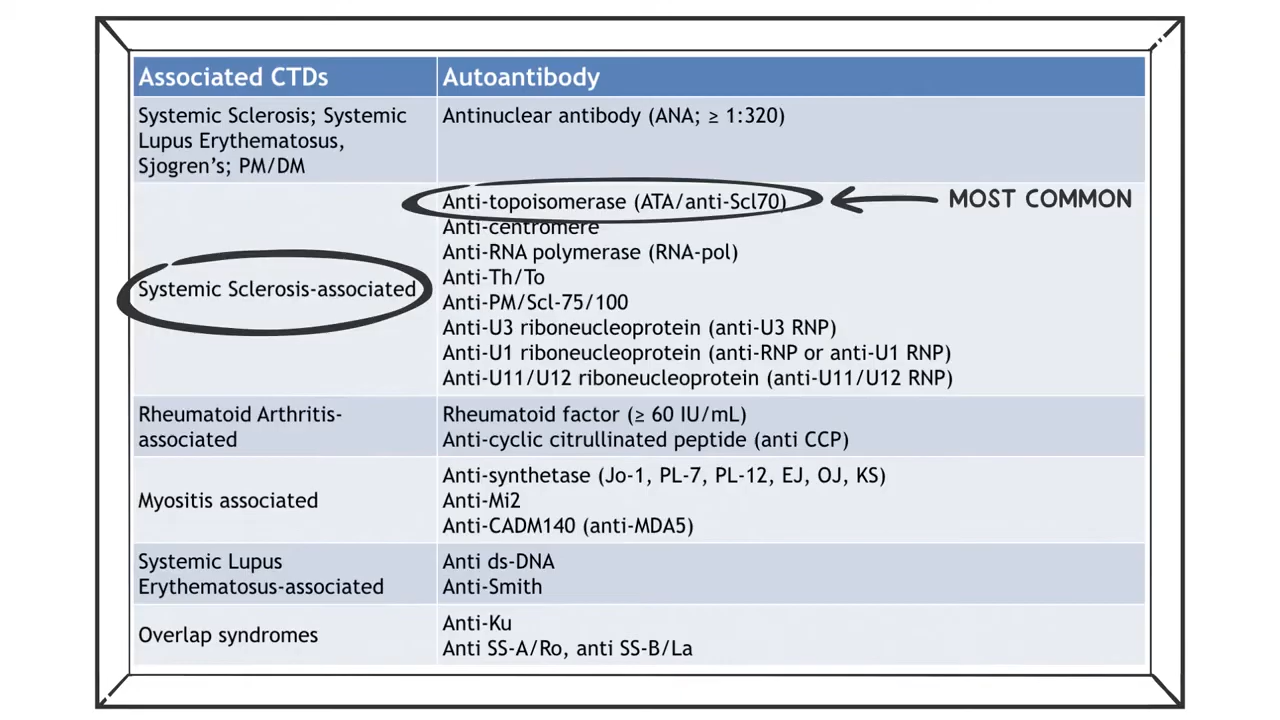 Associated CTDs
Autoantibody
Systemic Sclerosis; Systemic
Lupus Erythematosus,
Sjogren's; PM/DM
Antinuclear antibody (ANA; ≥ 1:320)
Systemic Sclerosis-associated
Anti-topoisomerase (ATA/anti-Scl70)
MOST COMMON
Anti-centromere
Anti-RNA polymerase (RNA-pol)
Anti-Th/To
Anti-PM/Scl-75/100
Anti-U3 riboneucleoprotein (anti-U3 RNP)
Anti-U1 riboneucleoprotein (anti-RNP or anti-U1 RNP)
Anti-U11/U12 riboneucleoprotein (anti-U11/U12 RNP)
Rheumatoid Arthritis-
associated
Rheumatoid factor (≥ 60 IU/mL)
Anti-cyclic citrullinated peptide (anti CCP)
Myositis associated
Anti-synthetase (Jo-1, PL-7, PL-12, EJ, OJ, KS)
Anti-Mi2
Anti-CADM140 (anti-MDA5)
Systemic Lupus
Erythematosus-associated
Anti ds-DNA
Anti-Smith
Overlap syndromes
Anti-Ku
Anti SS-A/Ro, anti SS-B/La